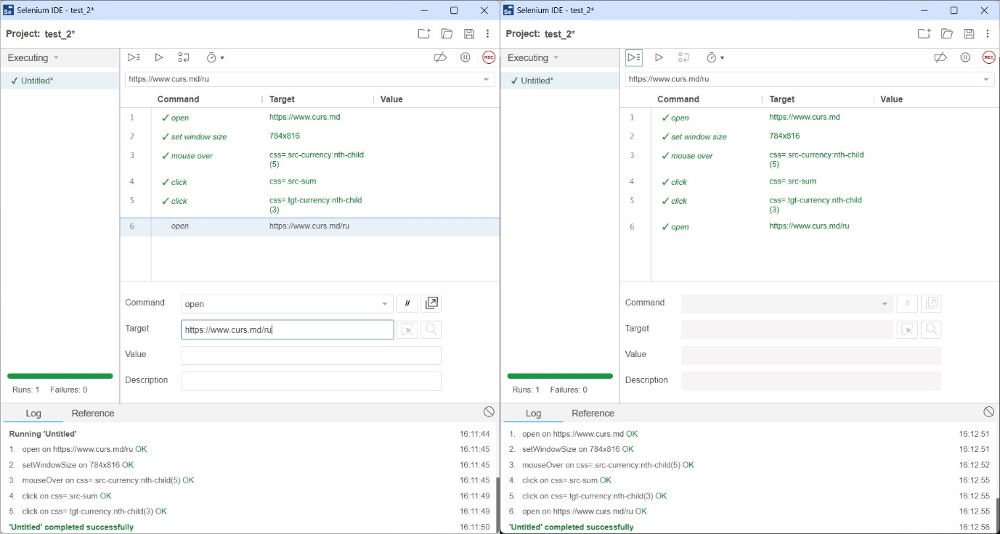 Selenium IDE - test_2*
Project: test_2*
Executing
REC
✓ Untitled*
https://www.curs.md/ru
Command Target Value
1 ✓ open https://www.curs.md
2 ✓ set window size 784x816
3 ✓ mouse over css=.src-currency:nth-child
(5)
4 ✓ click css=.src-sum
5 ✓ click css=.tgt-currency:nth-child
(3)
6 open https://www.curs.md/ru
Command open //
Target https://www.curs.md/ru
Value
Description
Runs: 1 Failures: 0
Log Reference
Running 'Untitled' 16:11:44
1. open on https://www.curs.md/ru OK 16:11:45
2. setWindowSize on 784x816 OK 16:11:45
3. mouseOver on css=.src-currency:nth-child(5) OK 16:11:45
4. click on css=.src-sum OK 16:11:49
5. click on css=.tgt-currency:nth-child(3) OK 16:11:49
'Untitled' completed successfully 16:11:50
Selenium IDE - test_2*
Project: test_2*
Executing
REC
✓ Untitled*
https://www.curs.md/ru
Command Target Value
1 ✓ open https://www.curs.md
2 ✓ set window size 784x816
3 ✓ mouse over css=.src-currency:nth-child
(5)
4 ✓ click css=.src-sum
5 ✓ click css=.tgt-currency:nth-child
(3)
6 ✓ open https://www.curs.md/ru
Command //
Target
Value
Description
Runs: 1 Failures: 0
Log Reference
1. open on https://www.curs.md OK 16:12:51
2. setWindowSize on 784x816 OK 16:12:51
3. mouseOver on css=.src-currency:nth-child(5) OK 16:12:52
4. click on css=.src-sum OK 16:12:55
5. click on css=.tgt-currency:nth-child(3) OK 16:12:55
6. open on https://www.curs.md/ru OK 16:12:55
'Untitled' completed successfully 16:12:56